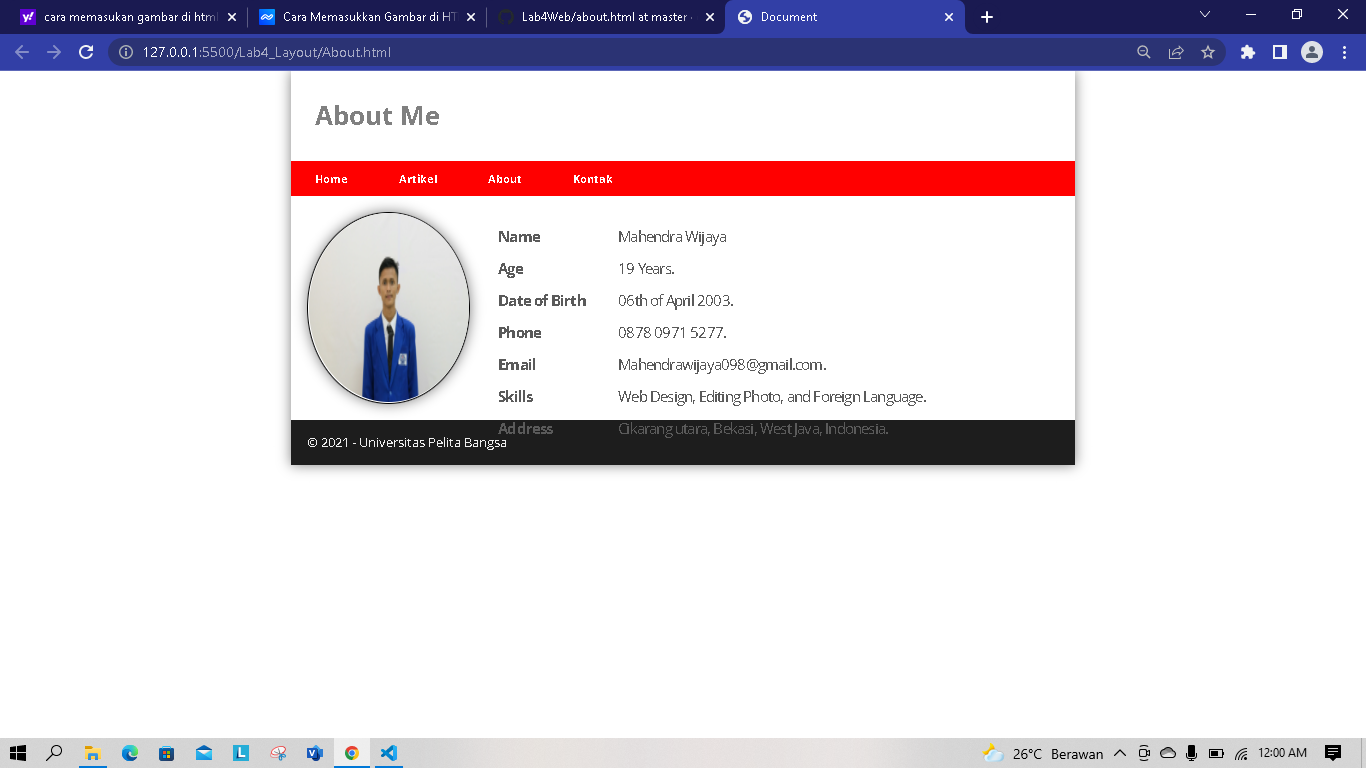 cara memasukan gambar di html
Cara Memasukkan Gambar di HT
Lab4Web/about.html at master
Document
127.0.0.1:5500/Lab4_Layout/About.html
About Me
Home Artikel About Kontak
Name Mahendra Wijaya
Age 19 Years.
Date of Birth 06th of April 2003.
Phone 0878 0971 5277.
Email Mahendrawijaya098@gmail.com.
Skills Web Design, Editing Photo, and Foreign Language.
Address Cikarang utara, Bekasi, West Java, Indonesia.
© 2021 - Universitas Pelita Bangsa
26°C Berawan 12:00 AM